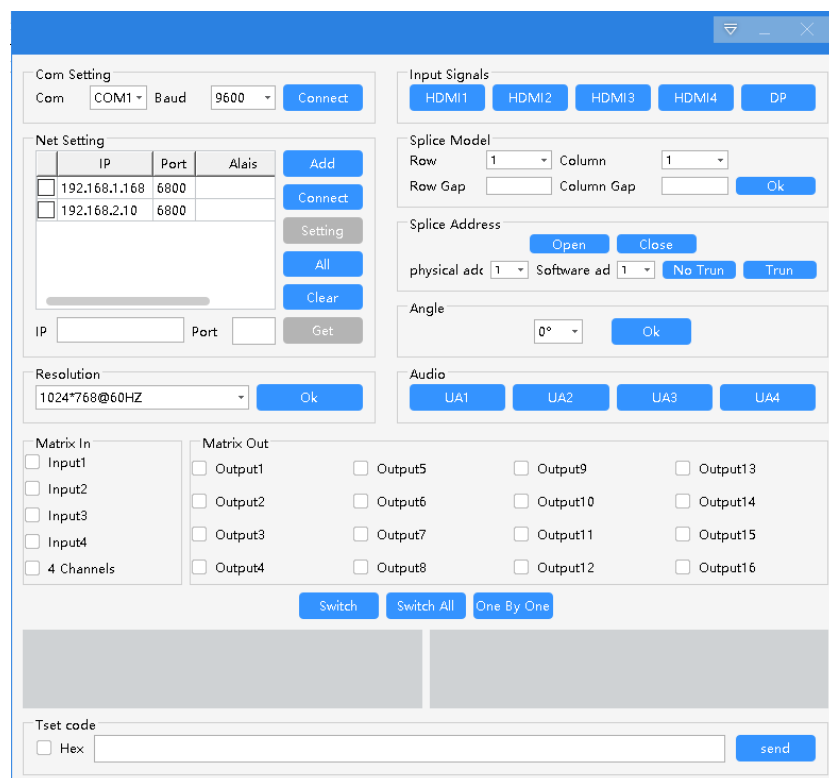 Com Setting
Com COM1 Baud 9600 Connect
Input Signals
HDMI1 HDMI2 HDMI3 HDMI4 DP
Net Setting
IP Port Alais
192.168.1.168 6800
192.168.2.10 6800
Add
Connect
Setting
All
Clear
IP Port Get
Splice Model
Row 1 Column 1
Row Gap Column Gap Ok
Splice Address
Open Close
physical add 1 Software ad 1 No Trun Trun
Angle
0° Ok
Resolution
1024*768@60HZ Ok
Audio
UA1 UA2 UA3 UA4
Matrix In
Input1
Input2
Input3
Input4
4 Channels
Matrix Out
Output1 Output5 Output9 Output13
Output2 Output6 Output10 Output14
Output3 Output7 Output11 Output15
Output4 Output8 Output12 Output16
Switch Switch All One By One
Tset code
Hex send